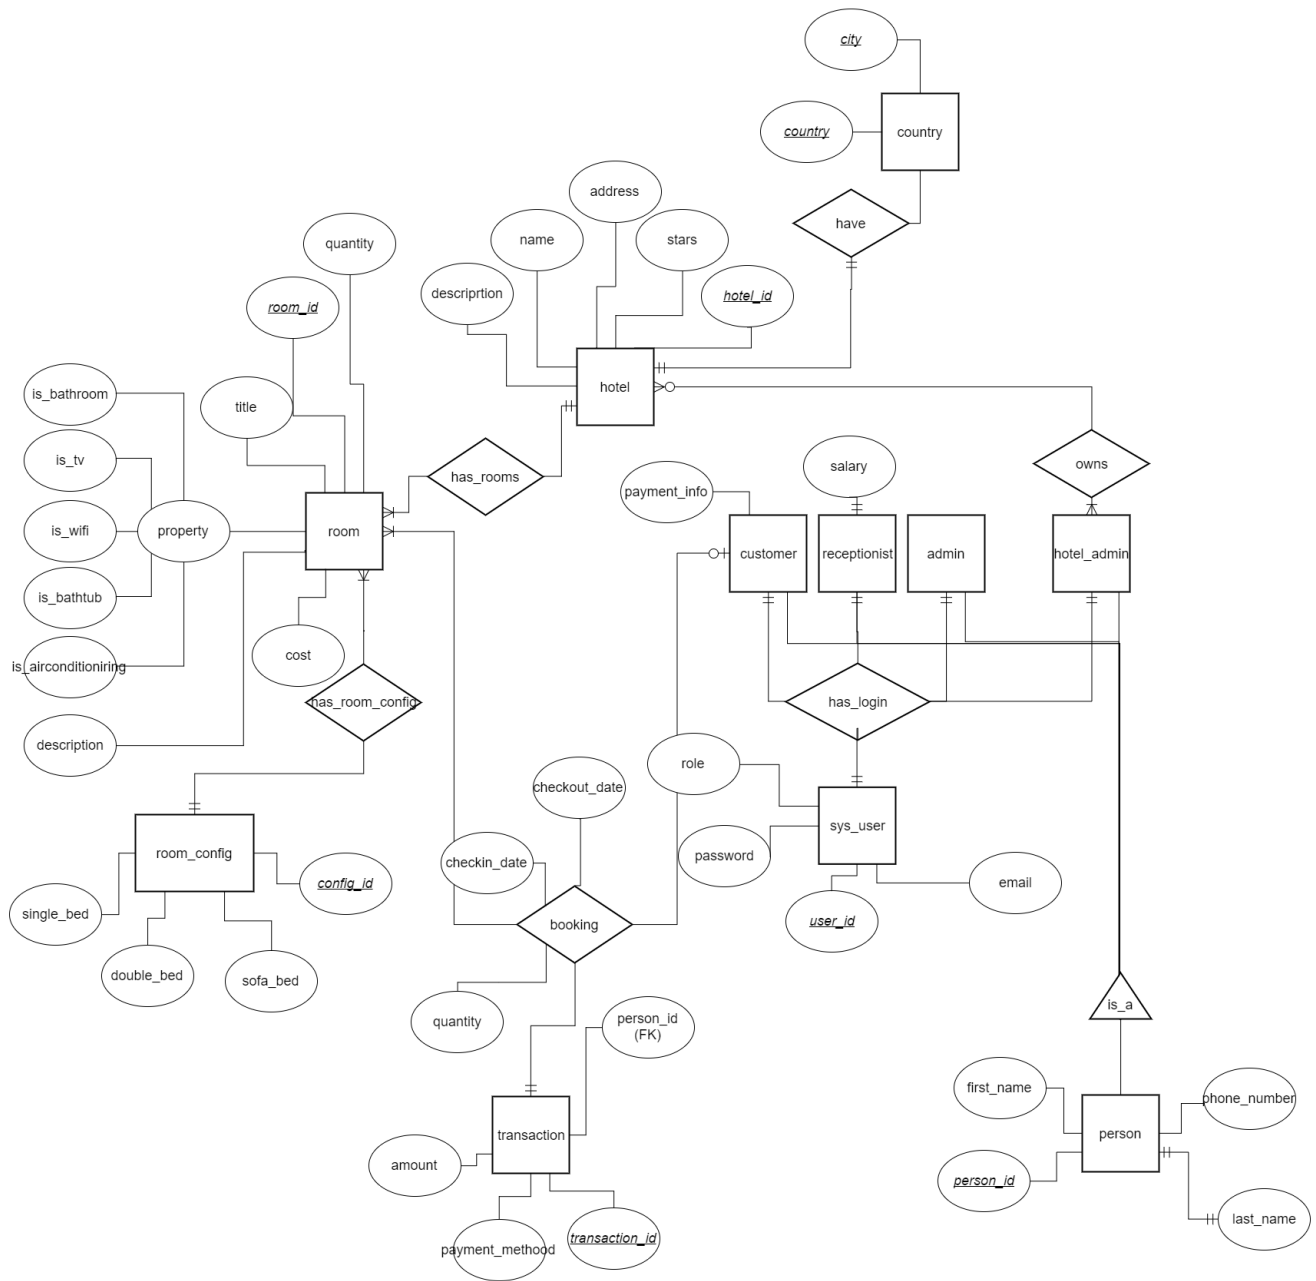 city
country
country
have
address
name
stars
descriprtion
hotel_id
hotel
quantity
room_id
title
is_bathroom
is_tv
is_wifi
property
is_bathtub
is_airconditioniring
description
room
cost
has_rooms
has_room_config
room_config
config_id
single_bed
double_bed
sofa_bed
owns
salary
payment_info
customer
receptionist
admin
hotel_admin
has_login
role
password
sys_user
user_id
email
checkout_date
checkin_date
booking
quantity
person_id
(FK)
transaction
amount
payment_methood
transaction_id
is_a
first_name
phone_number
person
person_id
last_name